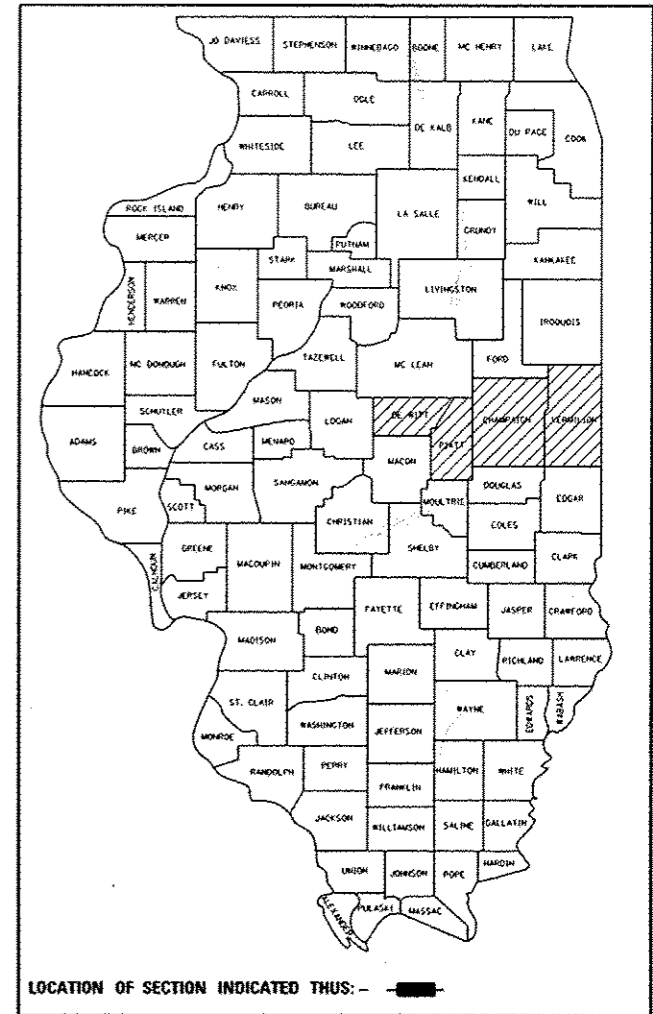 JO DAVIESS STEPHENSON WINNEBAGO BOONE MC HENRY LAKE
CARROLL OGLE DE KALB KANE DU PAGE COOK
WHITESIDE LEE KENDALL WILL
ROCK ISLAND HENRY BUREAU LA SALLE GRUNDY
MERCER PUTNAM KANKAKEE
STARK MARSHALL
HENDERSON WARREN KNOX PEORIA WOODFORD LIVINGSTON IROQUOIS
HANCOCK MC DONOUGH FULTON TAZEWELL MC LEAN FORD
SCHUYLER MASON LOGAN DE WITT CHAMPAIGN VERMILION
ADAMS BROWN CASS MENARD MACON PIATT
PIKE SCOTT MORGAN SANGAMON MOULTRIE DOUGLAS EDGAR
CHRISTIAN COLES
CALHOUN GREENE MACOUPIN MONTGOMERY SHELBY CUMBERLAND CLARK
JERSEY FAYETTE EFFINGHAM JASPER CRAWFORD
MADISON BOND CLAY RICHLAND LAWRENCE
CLINTON MARION
ST. CLAIR WASHINGTON WAYNE EDWARDS WABASH
MONROE JEFFERSON
RANDOLPH PERRY HAMILTON WHITE
FRANKLIN
JACKSON WILLIAMSON SALINE GALLATIN
UNION JOHNSON POPE HARDIN
ALEXANDER PULASKI MASSAC
LOCATION OF SECTION INDICATED THUS: -